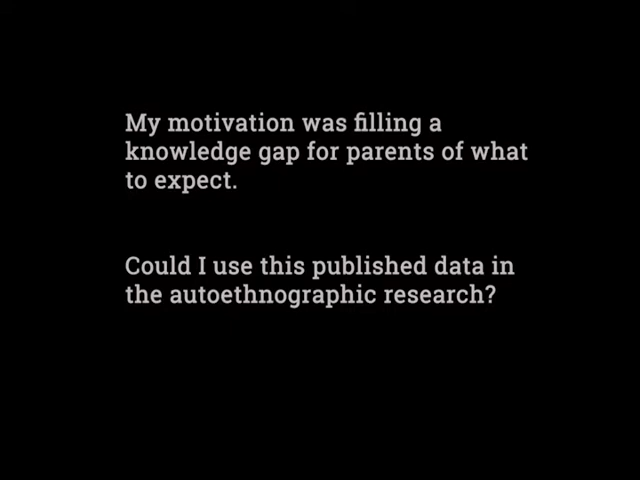 My motivation was filling a
knowledge gap for parents of what
to expect.
Could I use this published data in
the autoethnographic research?